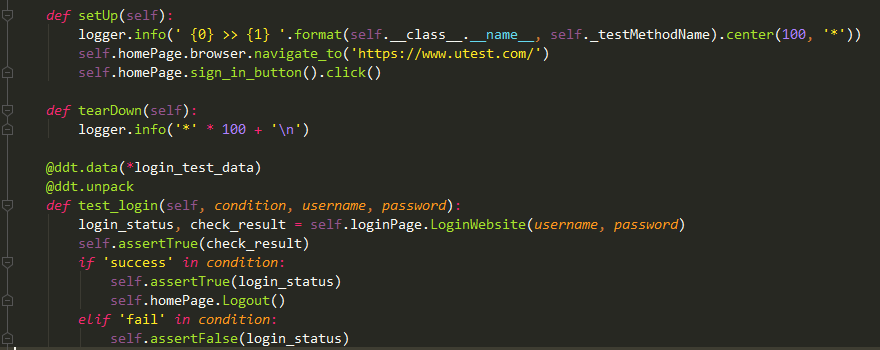 def setUp(self):
    logger.info(' {0} >> {1} '.format(self.__class__.__name__, self._testMethodName).center(100, '*'))
    self.homePage.browser.navigate_to('https://www.utest.com/')
    self.homePage.sign_in_button().click()

def tearDown(self):
    logger.info('*' * 100 + '\n')

@ddt.data(*login_test_data)
@ddt.unpack
def test_login(self, condition, username, password):
    login_status, check_result = self.loginPage.LoginWebsite(username, password)
    self.assertTrue(check_result)
    if 'success' in condition:
        self.assertTrue(login_status)
        self.homePage.Logout()
    elif 'fail' in condition:
        self.assertFalse(login_status)